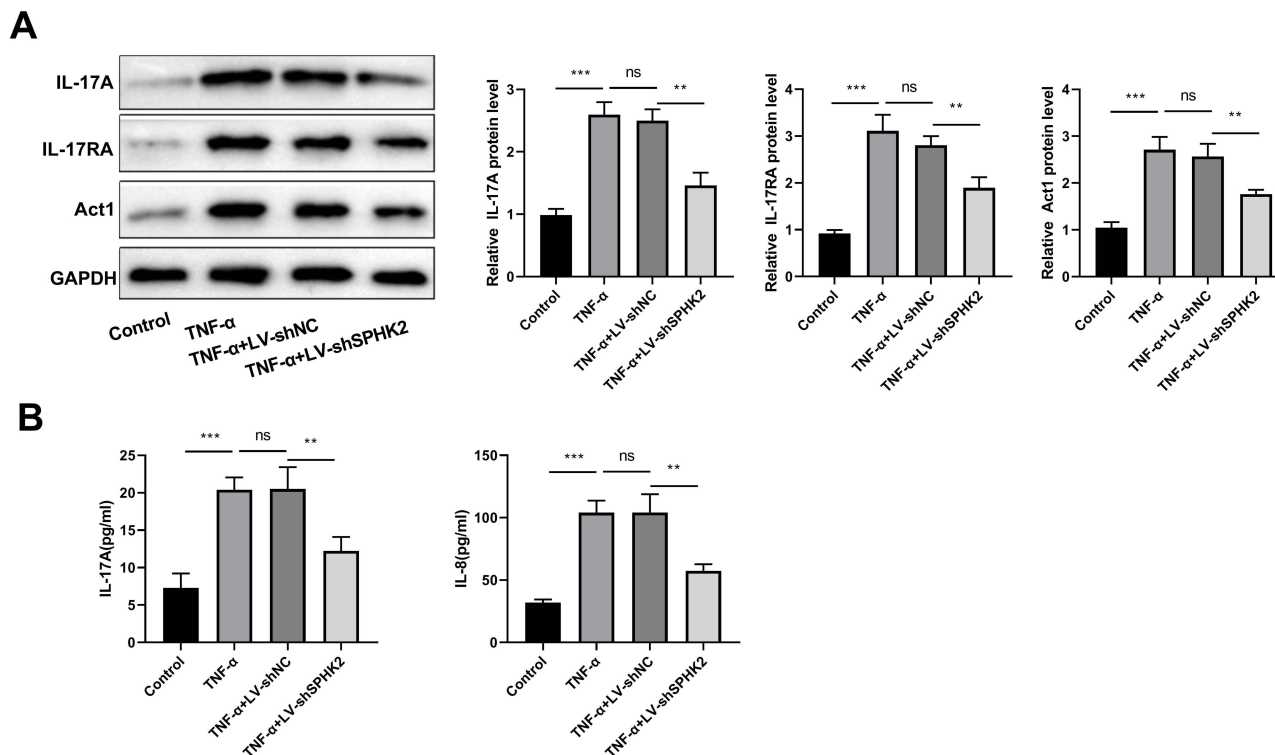 A
IL-17A
IL-17RA
Act1
GAPDH
Control
TNF-α
TNF-α+LV-shNC
TNF-α+LV-shSPHK2
Relative IL-17A protein level
3
2
1
0
***
ns
**
Control
TNF-α
TNF-α+LV-shNC
TNF-α+LV-shSPHK2
Relative IL-17RA protein level
4
3
2
1
0
***
ns
**
Control
TNF-α
TNF-α+LV-shNC
TNF-α+LV-shSPHK2
Relative Act1 protein level
4
3
2
1
0
***
ns
**
Control
TNF-α
TNF-α+LV-shNC
TNF-α+LV-shSPHK2
B
IL-17A(pg/ml)
25
20
15
10
5
0
***
ns
**
Control
TNF-α
TNF-α+LV-shNC
TNF-α+LV-shSPHK2
IL-8(pg/ml)
150
100
50
0
***
ns
**
Control
TNF-α
TNF-α+LV-shNC
TNF-α+LV-shSPHK2